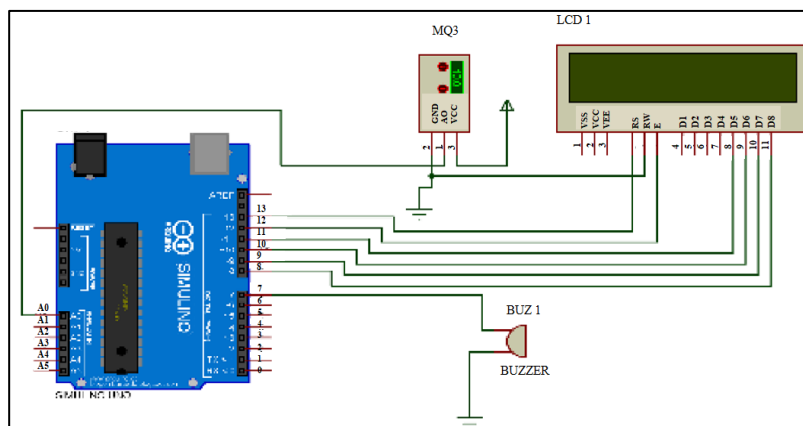 LCD 1
MQ3
GND
AO
VCC
2
1
3
VSS
VCC
VEE
RS
RW
E
D1
D2
D3
D4
D5
D6
D7
D8
1
2
3
4
5
6
7
8
9
10
11
AREF
13
12
11
10
9
8
7
6
5
4
3
2
1
0
SIMULINO
A0
A1
A2
A3
A4
A5
BUZ 1
BUZZER
SIMULINO UNO